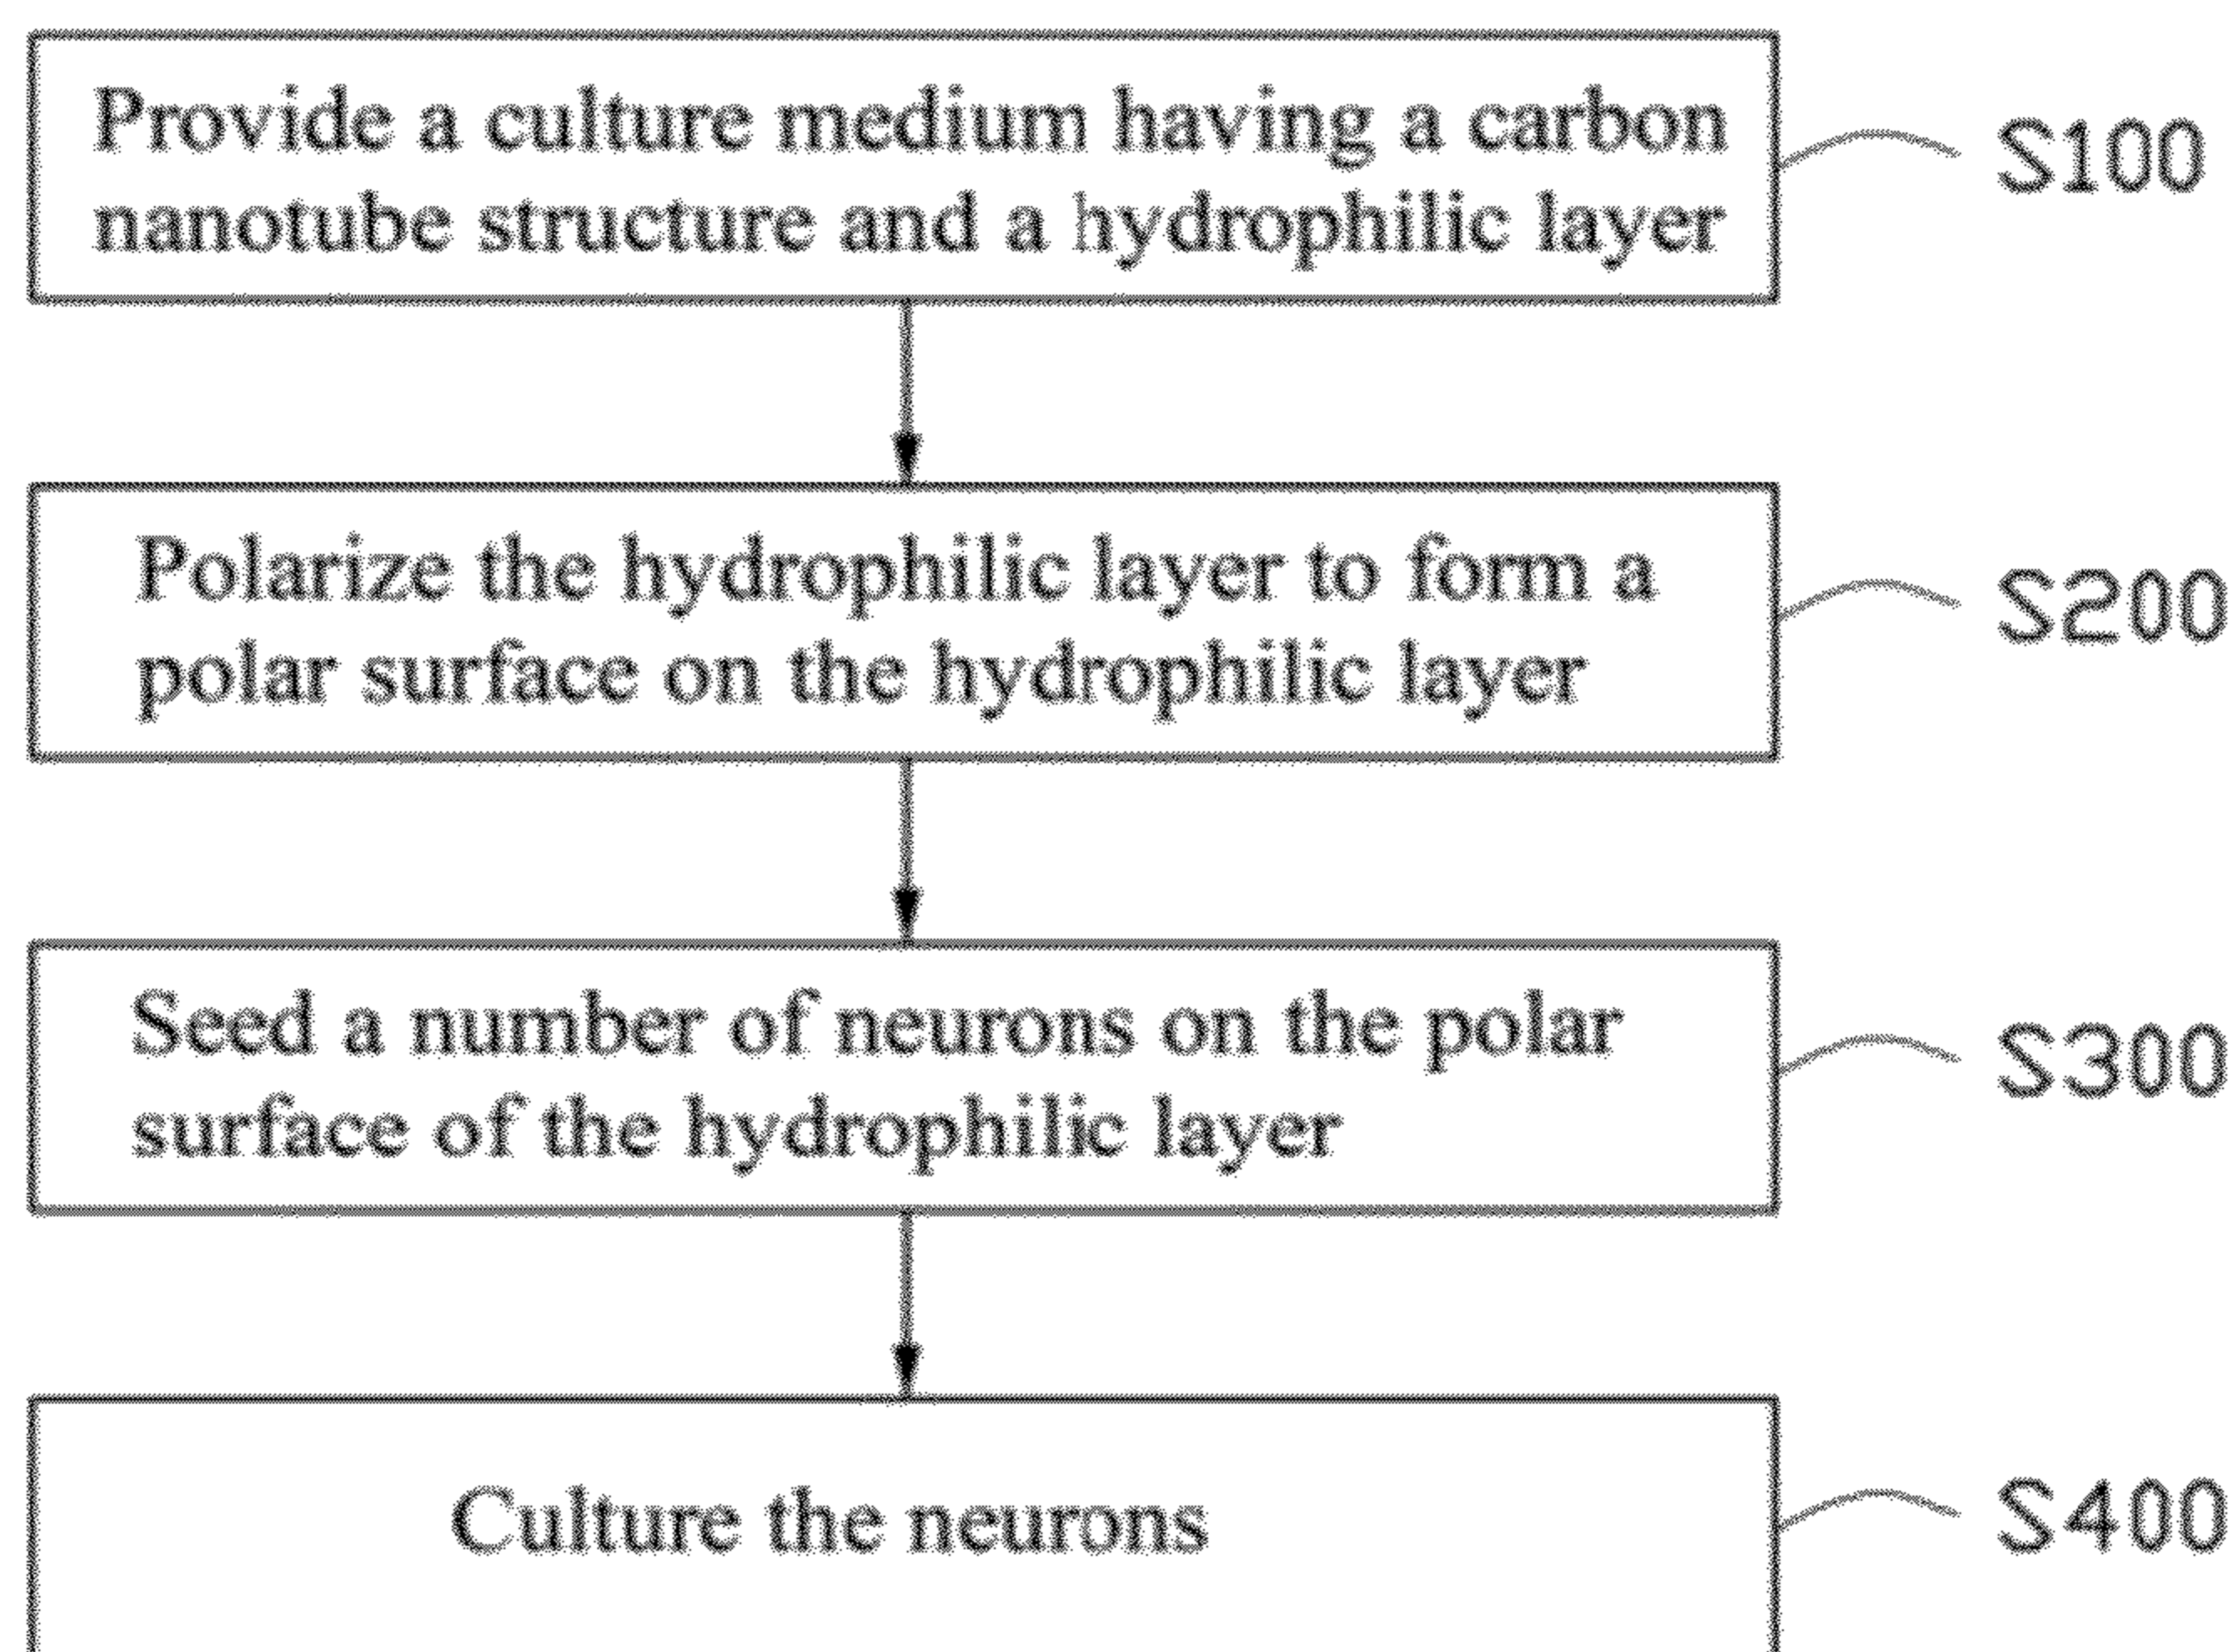 Provide a culture medium having a carbon
nanotube structure and a hydrophilic layer
S100
Polarize the hydrophilic layer to form a
polar surface on the hydrophilic layer
S200
Seed a number of neurons on the polar
surface of the hydrophilic layer
S300
Culture the neurons
S400